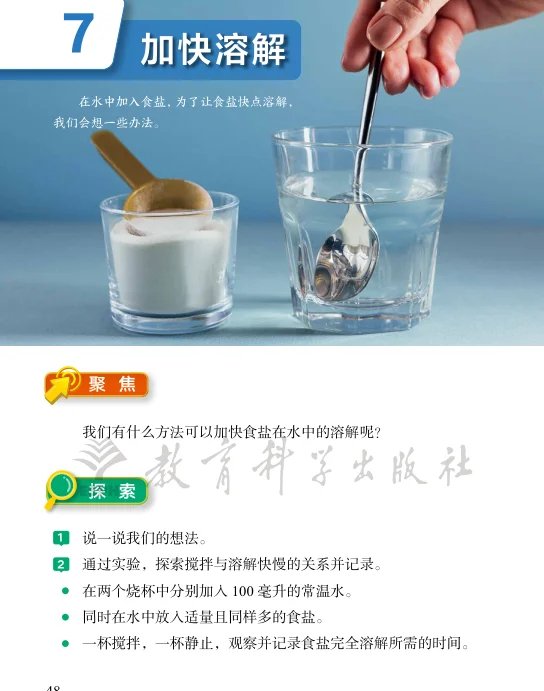 7
加快溶解
在水中加入食盐，为了让食盐快点溶解，
我们会想一些办法。
聚焦
我们有什么方法可以加快食盐在水中的溶解呢？
教育科学出版社
探索
1 说一说我们的想法。
2 通过实验，探索搅拌与溶解快慢的关系并记录。
• 在两个烧杯中分别加入 100 毫升的常温水。
• 同时在水中放入适量且同样多的食盐。
• 一杯搅拌，一杯静止，观察并记录食盐完全溶解所需的时间。
48